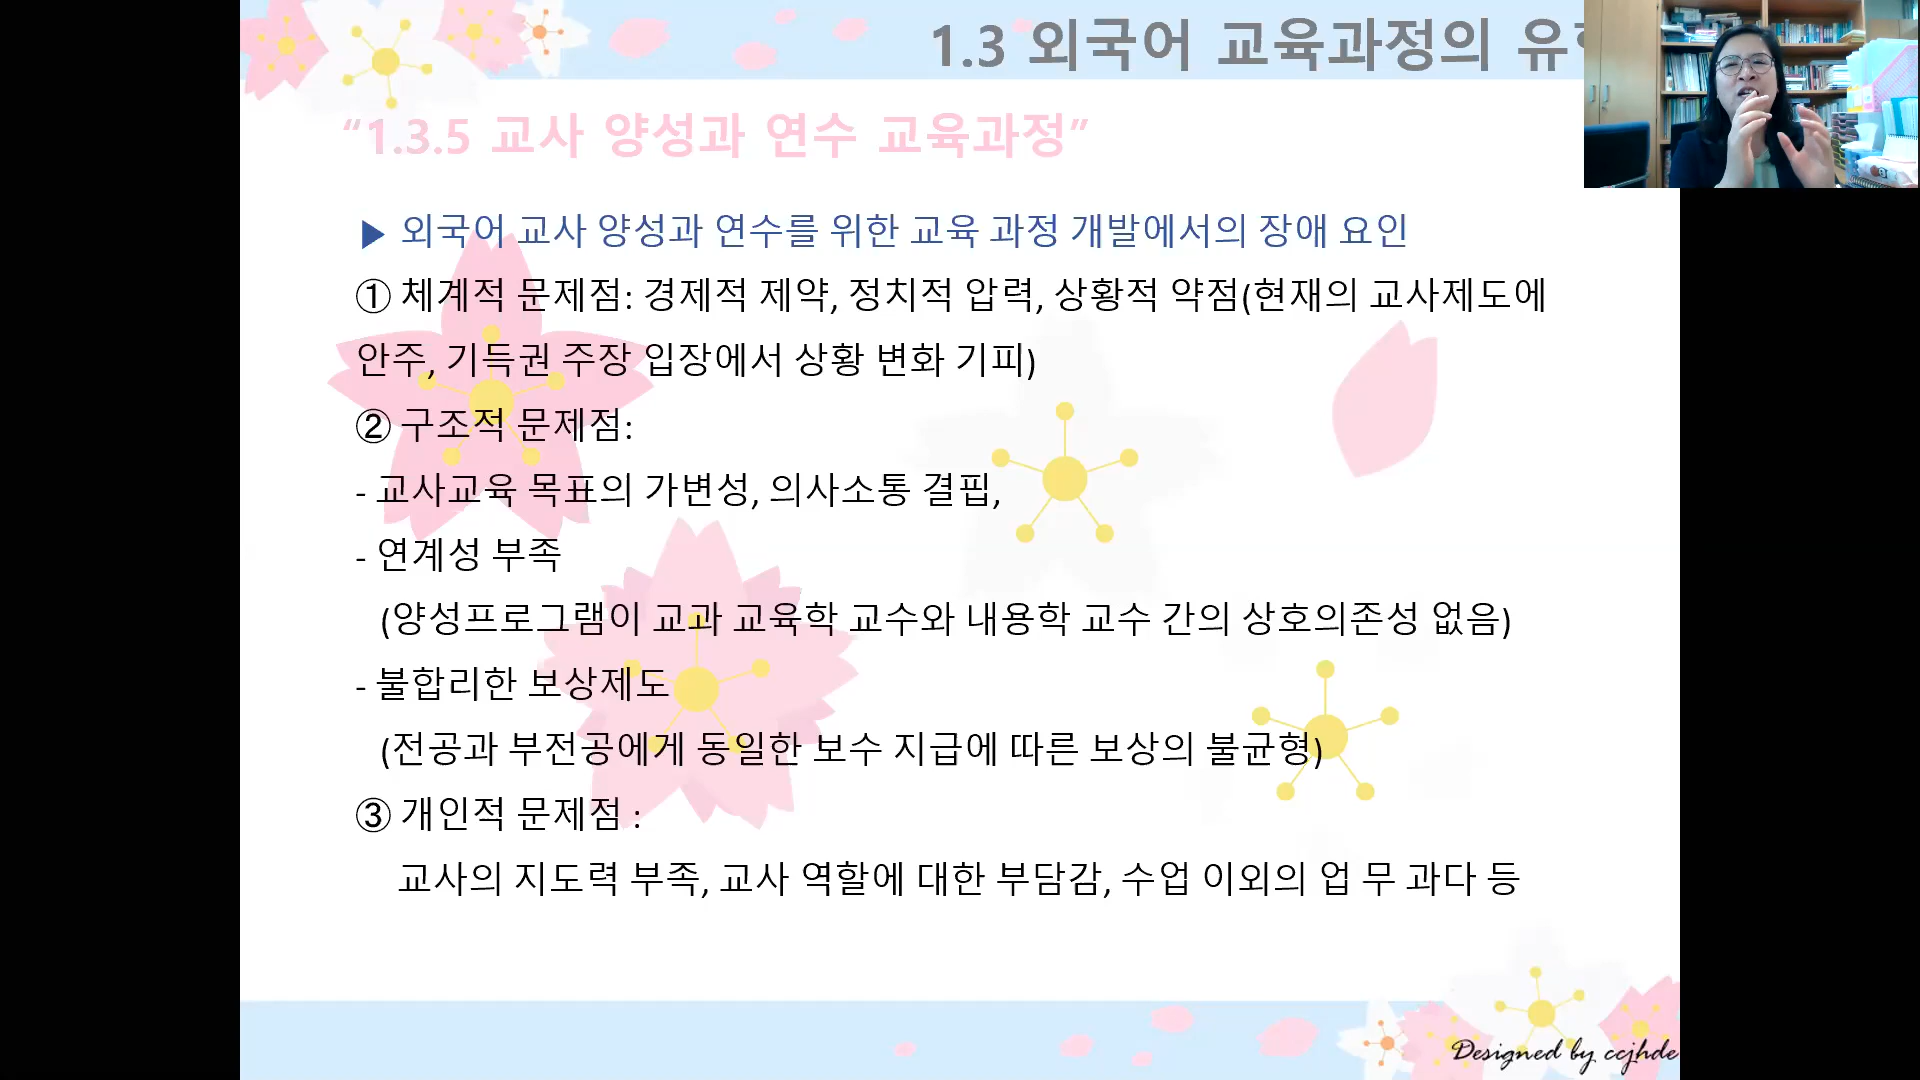 1.3 외국어 교육과정의
“1.3.5 교사 양성과 연수 교육과정”
▶ 외국어 교사 양성과 연수를 위한 교육 과정 개발에서의 장애 요인
① 체계적 문제점: 경제적 제약, 정치적 압력, 상황적 약점(현재의 교사제도에
안주, 기득권 주장 입장에서 상황 변화 기피)
② 구조적 문제점:
- 교사교육 목표의 가변성, 의사소통 결핍,
- 연계성 부족
(양성프로그램이 교과 교육학 교수와 내용학 교수 간의 상호의존성 없음)
- 불합리한 보상제도
(전공과 부전공에게 동일한 보수 지급에 따른 보상의 불균형)
③ 개인적 문제점 :
교사의 지도력 부족, 교사 역할에 대한 부담감, 수업 이외의 업 무 과다 등
Designed by ccjhde